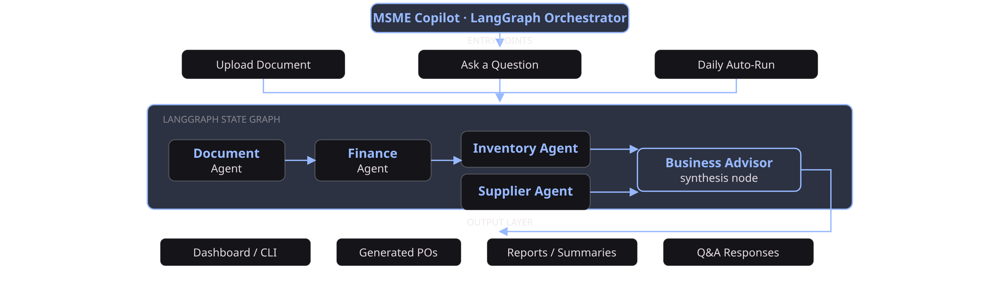 MSME Copilot · LangGraph Orchestrator
ENTRY POINTS
Upload Document
Ask a Question
Daily Auto-Run
LANGGRAPH STATE GRAPH
Document
Agent
Finance
Agent
Inventory Agent
Supplier Agent
Business Advisor
synthesis node
OUTPUT LAYER
Dashboard / CLI
Generated POs
Reports / Summaries
Q&A Responses